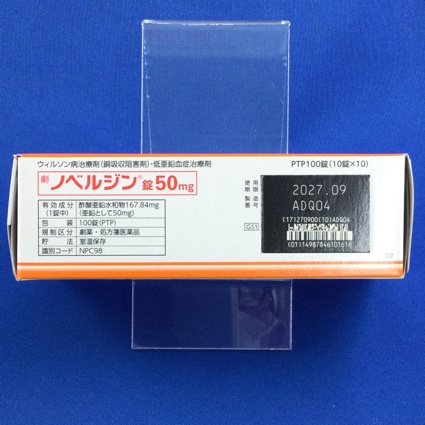 ウィルソン病治療剤(銅吸収阻害剤)・低亜鉛血症治療剤
PTP100錠(10錠×10)
劇 ノベルジン®錠50mg
有効成分(1錠中) 酢酸亜鉛水和物167.84mg
(亜鉛として50mg)
包装 100錠(PTP)
規制区分 劇薬・処方箋医薬品
貯法 室温保存
識別コード NPC98
使用期限 2027.09
製造番号 ADQ04
(17)270900(10)ADQ04
GS1
(01)14987846101616